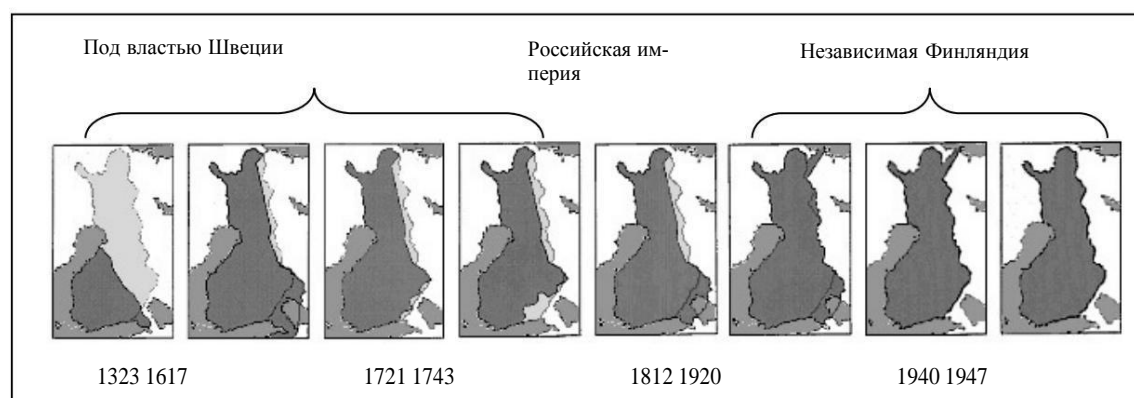 Под властью Швеции
Российская им-
перия
Независимая Финляндия
1323 1617
1721 1743
1812 1920
1940 1947